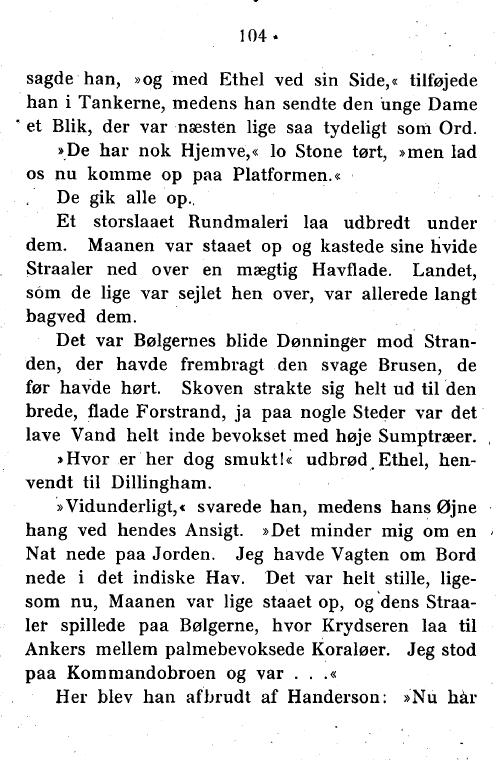 104
sagde han, »og med Ethel ved sin Side,« tilføjede
han i Tankerne, medens han sendte den unge Dame
et Blik, der var næsten lige saa tydeligt som Ord.
»De har nok Hjemve,« lo Stone tørt, »men lad
os nu komme op paa Platformen.«
De gik alle op.
Et storslaaet Rundmaleri laa udbredt under
dem. Maanen var staaet op og kastede sine hvide
Straaler ned over en mægtig Havflade. Landet,
som de lige var sejlet hen over, var allerede langt
bagved dem.
Det var Bølgernes blide Dønninger mod Stran-
den, der havde frembragt den svage Brusen, de
før havde hørt. Skoven strakte sig helt ud til den
brede, flade Forstrand, ja paa nogle Steder var det
lave Vand helt inde bevokset med høje Sumptræer.
»Hvor er her dog smukt!« udbrød Ethel, hen-
vendt til Dillingham.
»Vidunderligt,« svarede han, medens hans Øjne
hang ved hendes Ansigt. »Det minder mig om en
Nat nede paa Jorden. Jeg havde Vagten om Bord
nede i det indiske Hav. Det var helt stille, lige-
som nu, Maanen var lige staaet op, og dens Straa-
ler spillede paa Bølgerne, hvor Krydseren laa til
Ankers mellem palmebevoksede Koraløer. Jeg stod
paa Kommandobroen og var . . .«
Her blev han afbrudt af Handerson: »Nu har